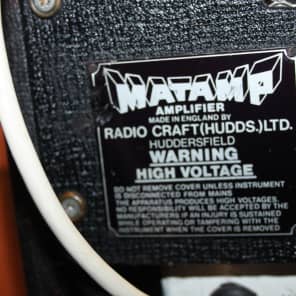 MATAMP
AMPLIFIER
MADE IN ENGLAND BY
RADIO CRAFT(HUDDS.)LTD.
HUDDERSFIELD
WARNING
HIGH VOLTAGE
DO NOT REMOVE COVER UNLESS INSTRUMENT
IS DISCONNECTED FROM MAINS
THE APPARATUS PRODUCES HIGH VOLTAGES.
NO RESPONSIBILITY WILL BE ACCEPTED BY THE
MANUFACTURERS IF AN INJURY IS SUSTAINED
WHILE OPERATING OR TAMPERING WITH THE
INSTRUMENT WHEN THE COVER IS REMOVED